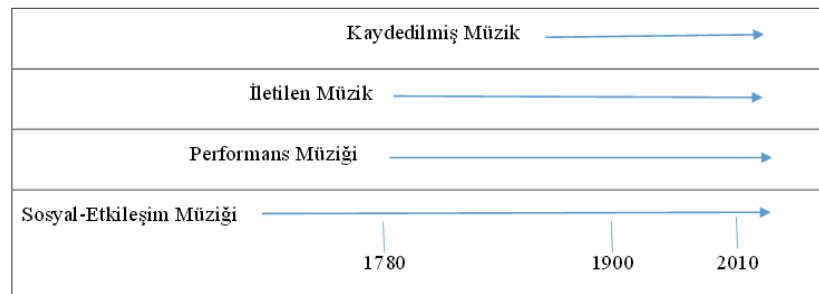 Kaydedilmiş Müzik
İletilen Müzik
Performans Müziği
Sosyal-Etkileşim Müziği
1780 1900 2010